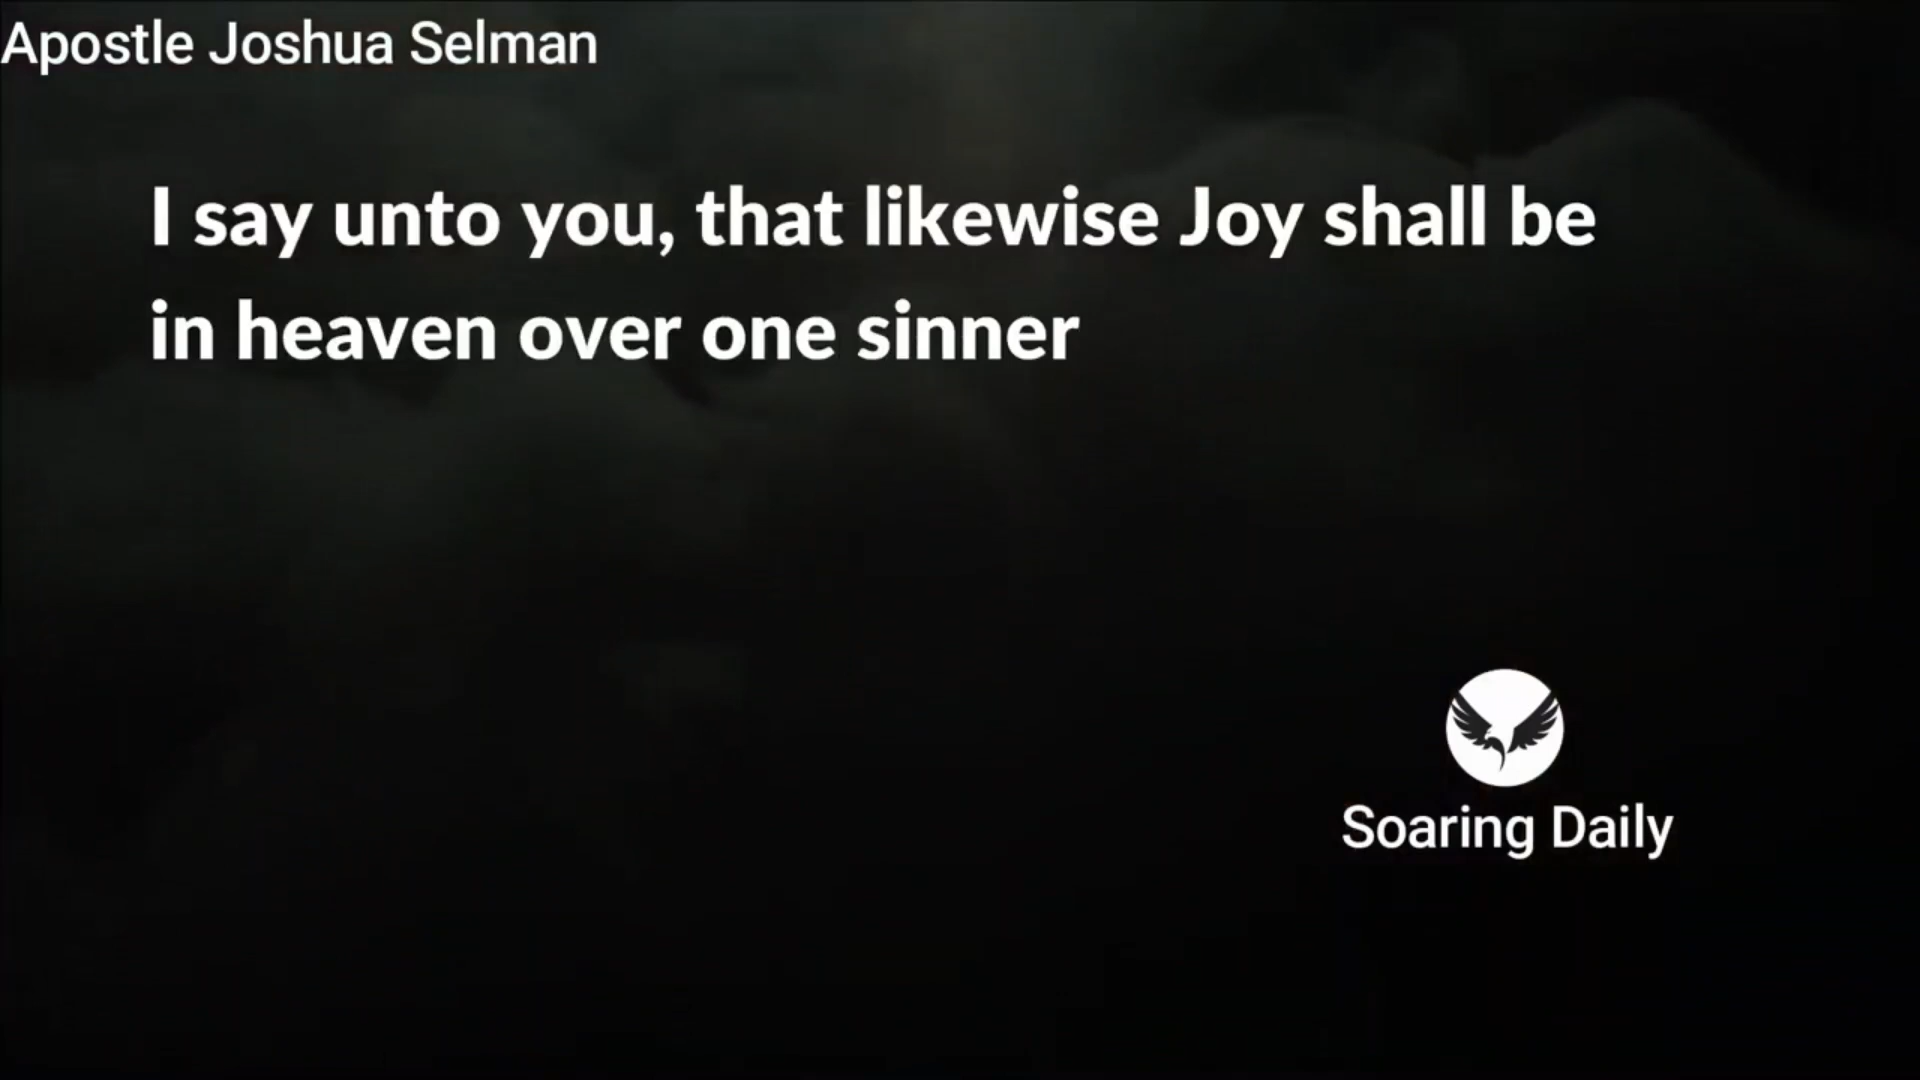 Apostle Joshua Selman
I say unto you, that likewise Joy shall be
in heaven over one sinner
Soaring Daily